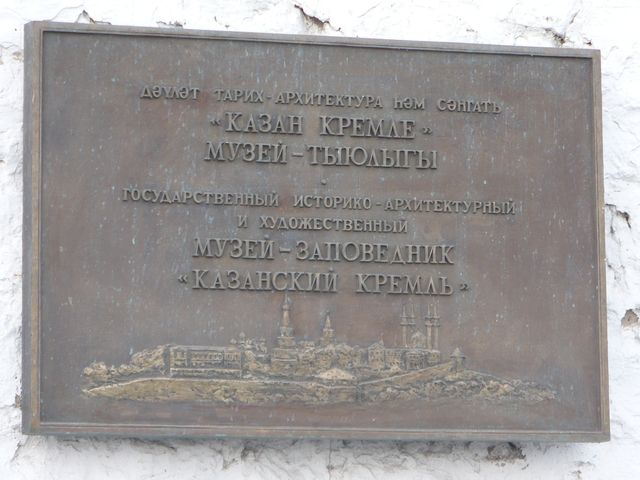 ДӘҮЛӘТ ТАРИХ-АРХИТЕКТУРА ҺӘМ СӘНГАТЬ
«КАЗАН КРЕМЛЕ»
МУЗЕЙ-ТЫЮЛЫГЫ
ГОСУДАРСТВЕННЫЙ ИСТОРИКО-АРХИТЕКТУРНЫЙ
И ХУДОЖЕСТВЕННЫЙ
МУЗЕЙ-ЗАПОВЕДНИК
«КАЗАНСКИЙ КРЕМЛЬ»